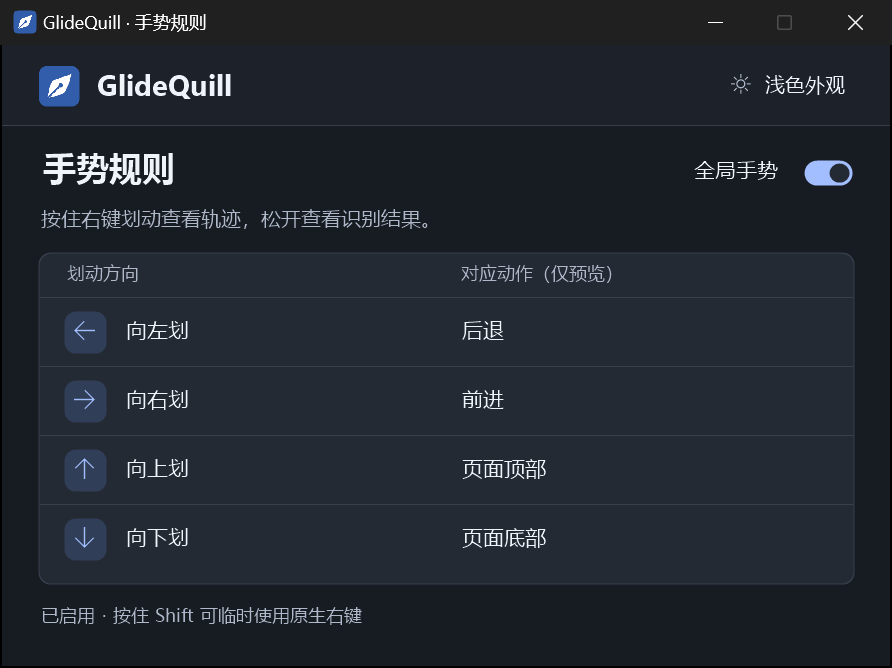 GlideQuill · 手势规则
GlideQuill
浅色外观
手势规则
全局手势
按住右键划动查看轨迹，松开查看识别结果。
划动方向
对应动作（仅预览）
向左划
后退
向右划
前进
向上划
页面顶部
向下划
页面底部
已启用 · 按住 Shift 可临时使用原生右键